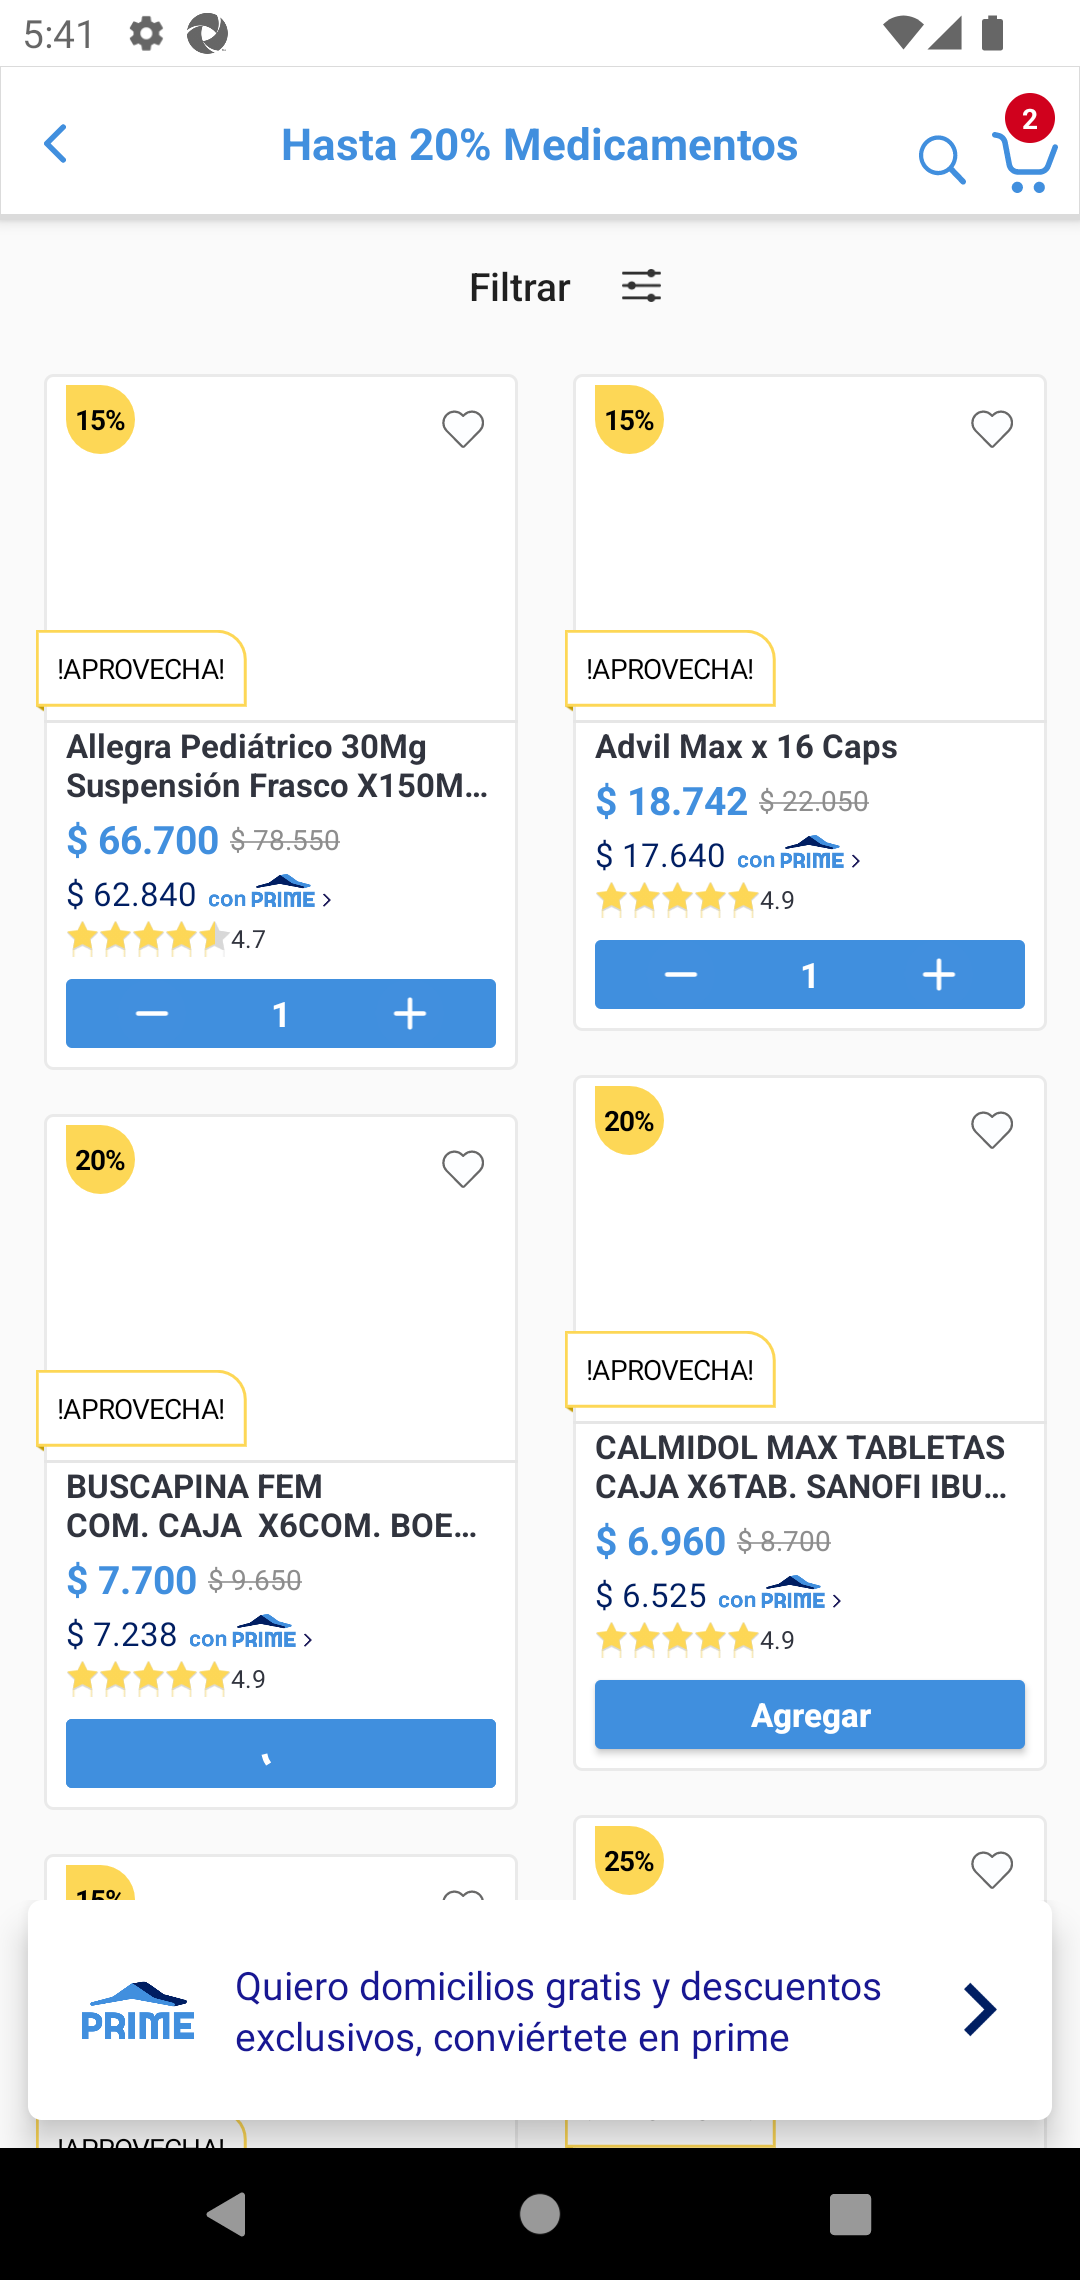 5:41
Hasta 20% Medicamentos
2
Filtrar
15%
!APROVECHA!
Allegra Pediátrico 30Mg
Suspensión Frasco X150M...
$ 66.700 $ 78.550
$ 62.840 con PRIME
4.7
1
15%
!APROVECHA!
Advil Max x 16 Caps
$ 18.742 $ 22.050
$ 17.640 con PRIME
4.9
1
20%
!APROVECHA!
BUSCAPINA FEM
COM. CAJA X6COM. BOE...
$ 7.700 $ 9.650
$ 7.238 con PRIME
4.9
20%
!APROVECHA!
CALMIDOL MAX TABLETAS
CAJA X6TAB. SANOFI IBU...
$ 6.960 $ 8.700
$ 6.525 con PRIME
4.9
Agregar
15%
25%
PRIME
Quiero domicilios gratis y descuentos
exclusivos, conviértete en prime
!APROVECHA!